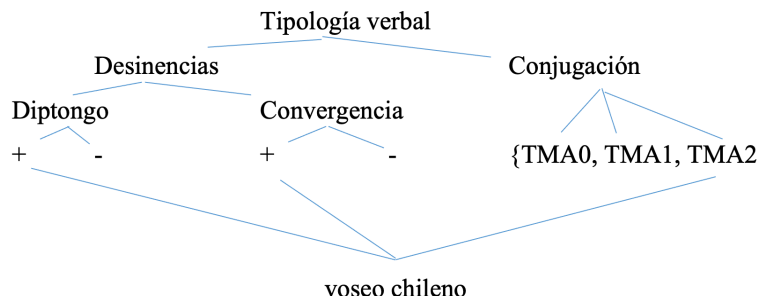 Tipología verbal
Desinencias Conjugación
Diptongo Convergencia
+ - + - {TMA0, TMA1, TMA2
voseo chileno